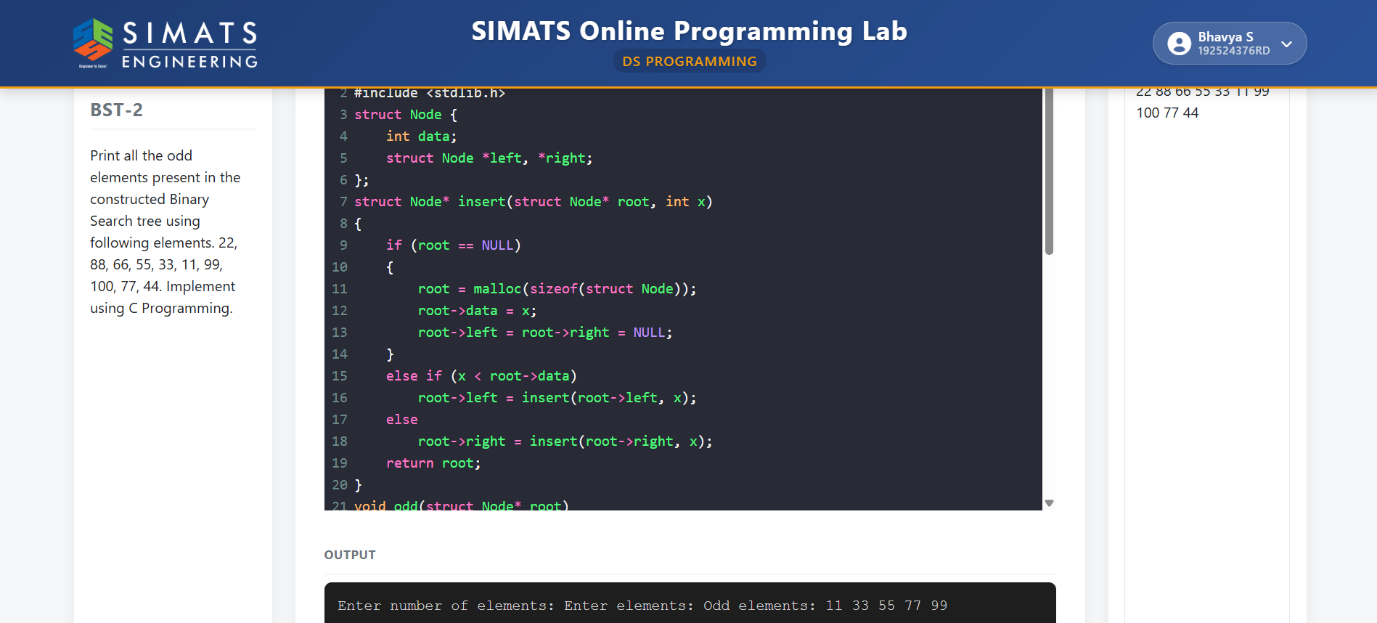 SIMATS
ENGINEERING
Engineer to Excel
SIMATS Online Programming Lab
DS PROGRAMMING
Bhavya S
192524376RD
BST-2
Print all the odd
elements present in the
constructed Binary
Search tree using
following elements. 22,
88, 66, 55, 33, 11, 99,
100, 77, 44. Implement
using C Programming.
2 #include <stdlib.h>
3 struct Node {
4     int data;
5     struct Node *left, *right;
6 };
7 struct Node* insert(struct Node* root, int x)
8 {
9     if (root == NULL)
10     {
11         root = malloc(sizeof(struct Node));
12         root->data = x;
13         root->left = root->right = NULL;
14     }
15     else if (x < root->data)
16         root->left = insert(root->left, x);
17     else
18         root->right = insert(root->right, x);
19     return root;
20 }
21 void odd(struct Node* root)
OUTPUT
Enter number of elements: Enter elements: Odd elements: 11 33 55 77 99
22 88 66 55 33 11 99
100 77 44